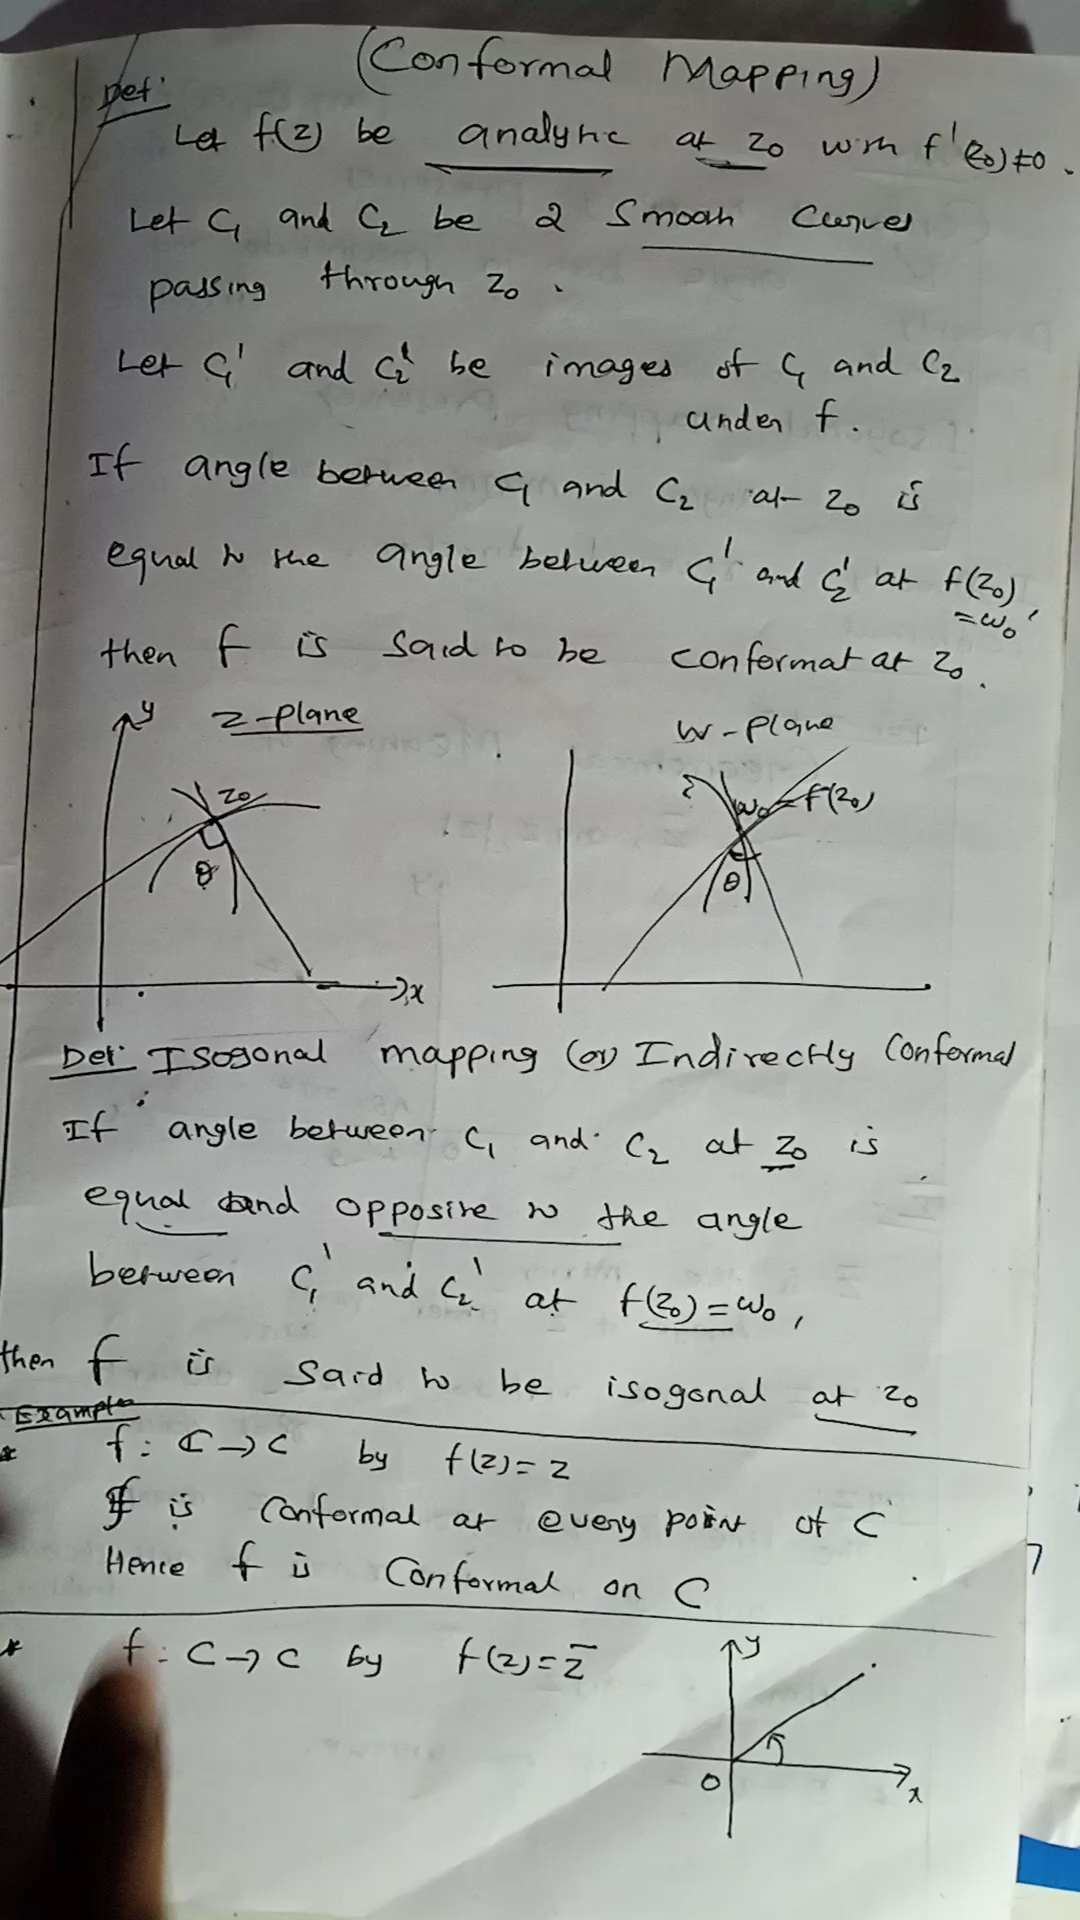 (Conformal Mapping)
Def:
Let f(z) be analytic at z₀ with f'(z₀)≠0.
Let C₁ and C₂ be 2 Smooth Curves
passing through z₀.
Let C₁' and C₂' be images of C₁ and C₂
under f.
If angle between C₁ and C₂ at z₀ is
equal to the angle between C₁' and C₂' at f(z₀)
=w₀,
then f is said to be conformal at z₀.
y z-plane
w-plane
z₀
w₀=f(z₀)
θ
θ
x
Def: Isogonal mapping (or) Indirectly Conformal
If angle between C₁ and C₂ at z₀ is
equal and opposite to the angle
between C₁' and C₂' at f(z₀)=w₀,
then f is said to be isogonal at z₀
Example
* f: C→C by f(z)=z
f is Conformal at every point of C
Hence f is Conformal on C
* f: C→C by f(z)=z̄
y
O
x